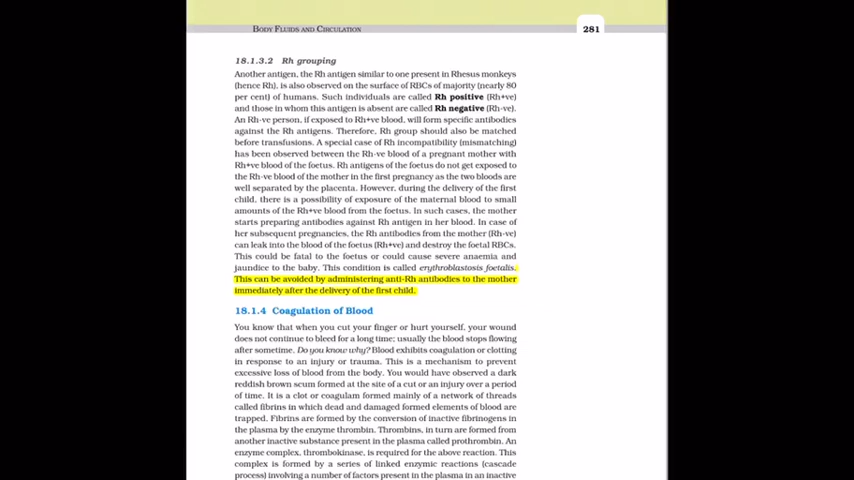 BODY FLUIDS AND CIRCULATION
281
18.1.3.2 Rh grouping
Another antigen, the Rh antigen similar to one present in Rhesus monkeys
(hence Rh), is also observed on the surface of RBCs of majority (nearly 80
per cent) of humans. Such individuals are called Rh positive (Rh+ve)
and those in whom this antigen is absent are called Rh negative (Rh-ve).
An Rh-ve person, if exposed to Rh+ve blood, will form specific antibodies
against the Rh antigens. Therefore, Rh group should also be matched
before transfusions. A special case of Rh incompatibility (mismatching)
has been observed between the Rh-ve blood of a pregnant mother with
Rh+ve blood of the foetus. Rh antigens of the foetus do not get exposed to
the Rh-ve blood of the mother in the first pregnancy as the two bloods are
well separated by the placenta. However, during the delivery of the first
child, there is a possibility of exposure of the maternal blood to small
amounts of the Rh+ve blood from the foetus. In such cases, the mother
starts preparing antibodies against Rh antigen in her blood. In case of
her subsequent pregnancies, the Rh antibodies from the mother (Rh-ve)
can leak into the blood of the foetus (Rh+ve) and destroy the foetal RBCs.
This could be fatal to the foetus or could cause severe anaemia and
jaundice to the baby. This condition is called erythroblastosis foetalis.
This can be avoided by administering anti-Rh antibodies to the mother
immediately after the delivery of the first child.
18.1.4 Coagulation of Blood
You know that when you cut your finger or hurt yourself, your wound
does not continue to bleed for a long time; usually the blood stops flowing
after sometime. Do you know why? Blood exhibits coagulation or clotting
in response to an injury or trauma. This is a mechanism to prevent
excessive loss of blood from the body. You would have observed a dark
reddish brown scum formed at the site of a cut or an injury over a period
of time. It is a clot or coagulam formed mainly of a network of threads
called fibrins in which dead and damaged formed elements of blood are
trapped. Fibrins are formed by the conversion of inactive fibrinogens in
the plasma by the enzyme thrombin. Thrombins, in turn are formed from
another inactive substance present in the plasma called prothrombin. An
enzyme complex, thrombokinase, is required for the above reaction. This
complex is formed by a series of linked enzymic reactions (cascade
process) involving a number of factors present in the plasma in an inactive